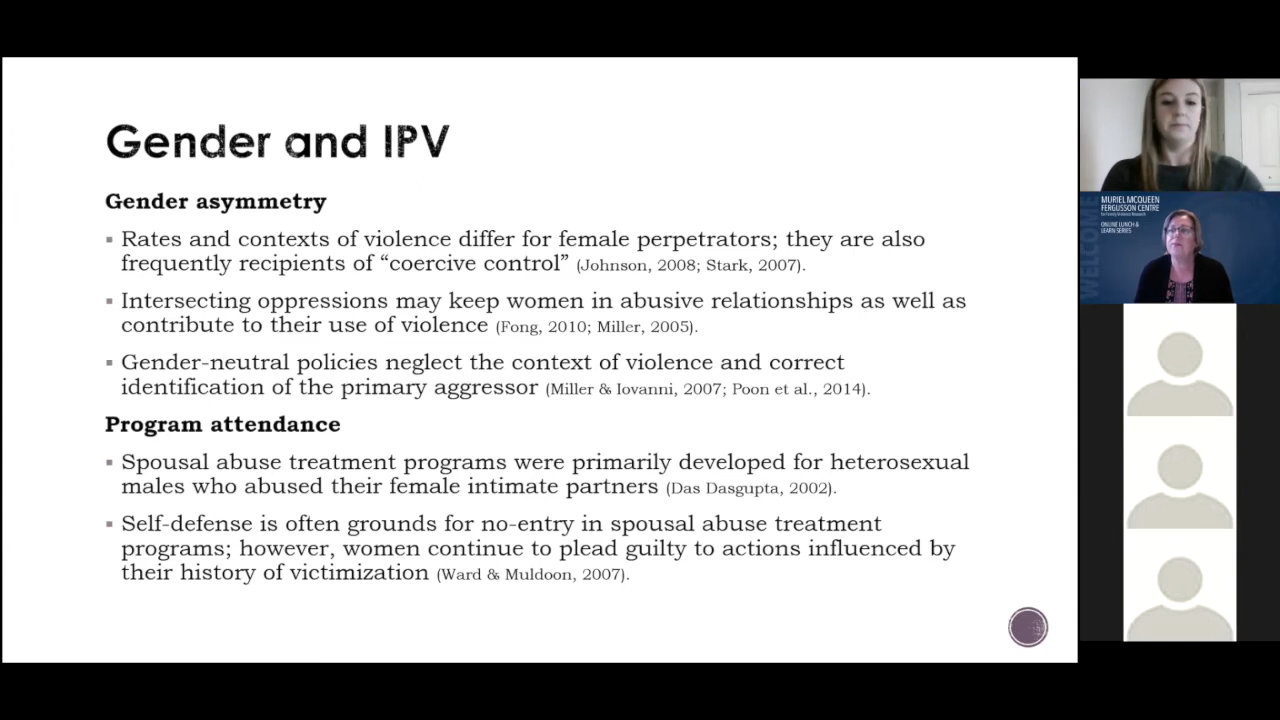 Gender and IPV
Gender asymmetry
▪ Rates and contexts of violence differ for female perpetrators; they are also
frequently recipients of “coercive control” (Johnson, 2008; Stark, 2007).
▪ Intersecting oppressions may keep women in abusive relationships as well as
contribute to their use of violence (Fong, 2010; Miller, 2005).
▪ Gender-neutral policies neglect the context of violence and correct
identification of the primary aggressor (Miller & Iovanni, 2007; Poon et al., 2014).
Program attendance
▪ Spousal abuse treatment programs were primarily developed for heterosexual
males who abused their female intimate partners (Das Dasgupta, 2002).
▪ Self-defense is often grounds for no-entry in spousal abuse treatment
programs; however, women continue to plead guilty to actions influenced by
their history of victimization (Ward & Muldoon, 2007).
MURIEL MCQUEEN
FERGUSSON CENTRE
for Family Violence Research
ONLINE LUNCH &
LEARN SERIES
WELCOME